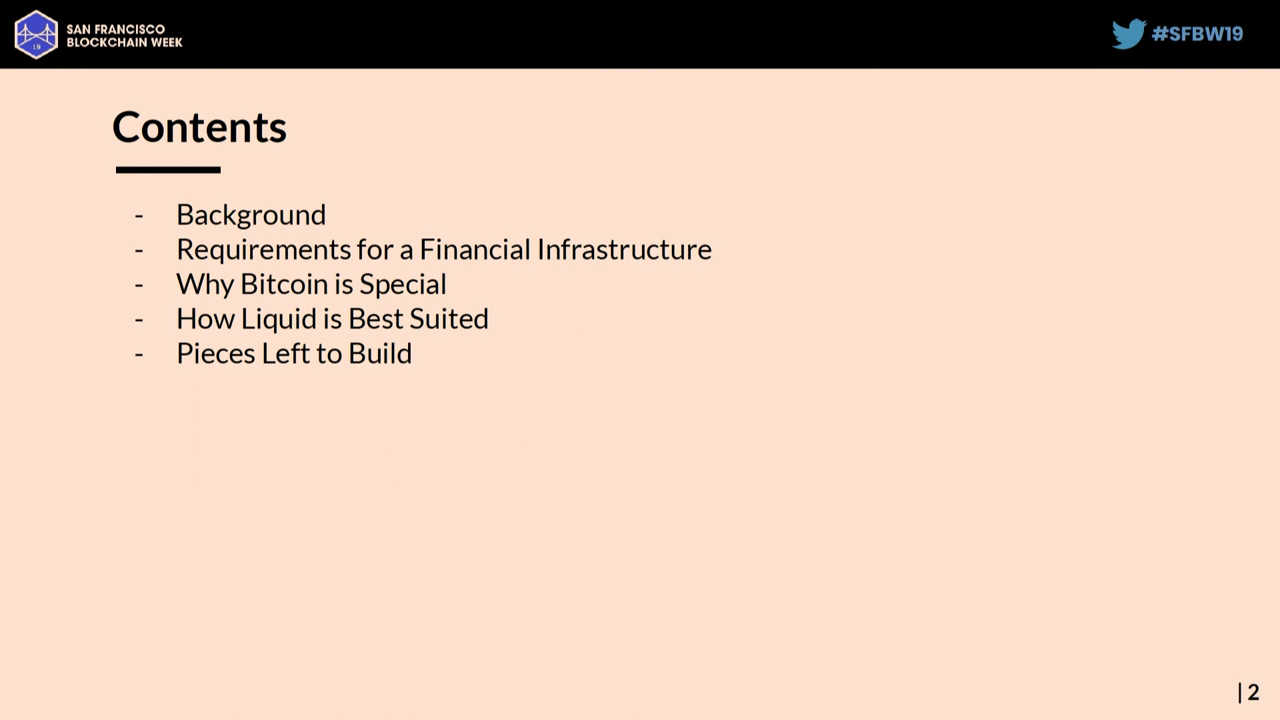 SAN FRANCISCO
BLOCKCHAIN WEEK
19
#SFBW19
Contents
- Background
- Requirements for a Financial Infrastructure
- Why Bitcoin is Special
- How Liquid is Best Suited
- Pieces Left to Build
| 2